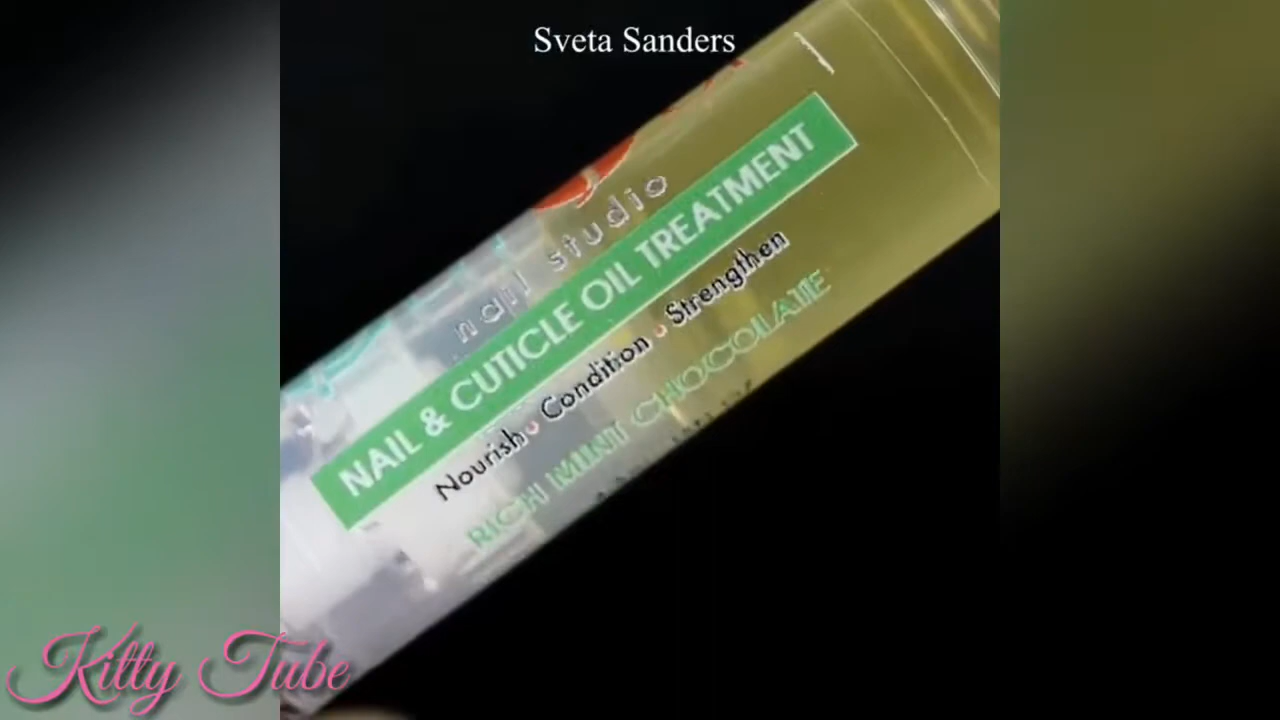 Sveta Sanders
nail studio
NAIL & CUTICLE OIL TREATMENT
Nourish • Condition • Strengthen
RICH MINT CHOCOLATE
Kitty Tube